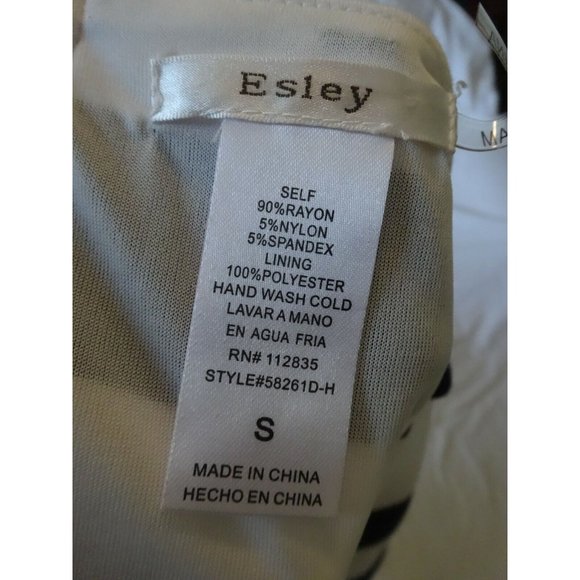 Esley
SELF
90%RAYON
5%NYLON
5%SPANDEX
LINING
100%POLYESTER
HAND WASH COLD
LAVAR A MANO
EN AGUA FRIA
RN# 112835
STYLE#58261D-H
S
MADE IN CHINA
HECHO EN CHINA